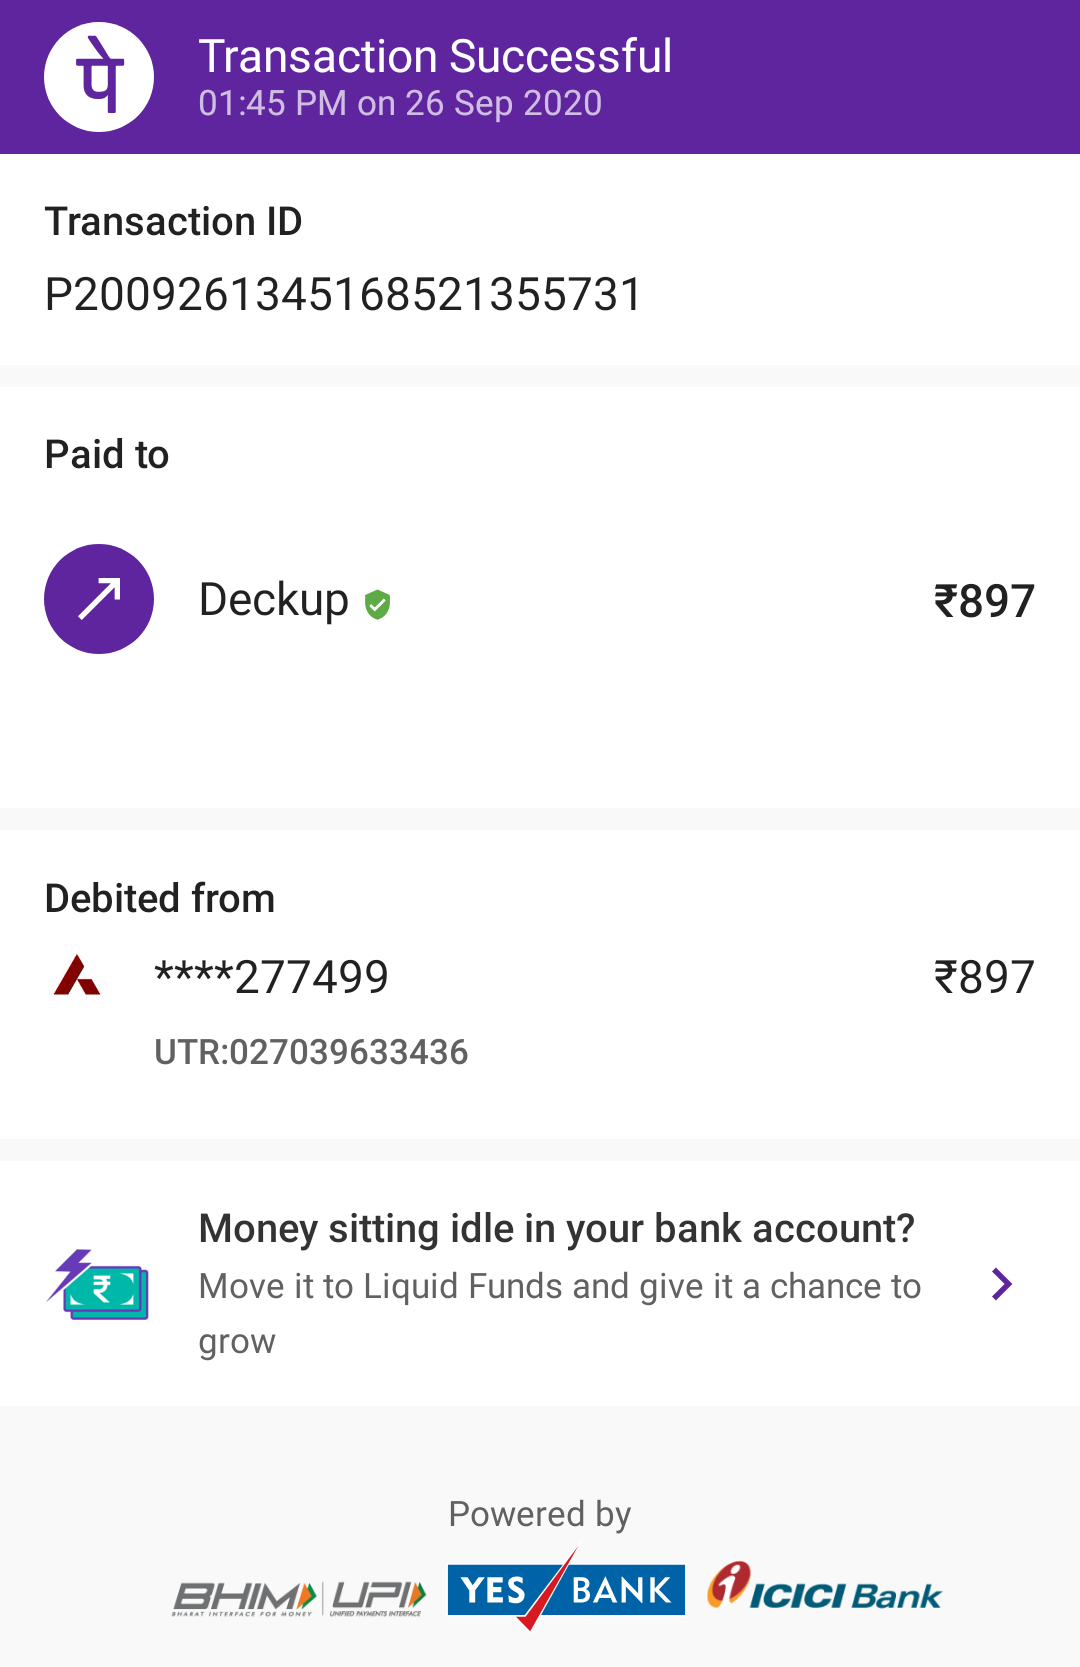 पे
Transaction Successful
01:45 PM on 26 Sep 2020
Transaction ID
P2009261345168521355731
Paid to
Deckup
₹897
Debited from
****277499
₹897
UTR:027039633436
Money sitting idle in your bank account?
₹
Move it to Liquid Funds and give it a chance to
grow
Powered by
BHIM UPI YES BANK ICICI Bank
BHARAT INTERFACE FOR MONEY UNIFIED PAYMENTS INTERFACE